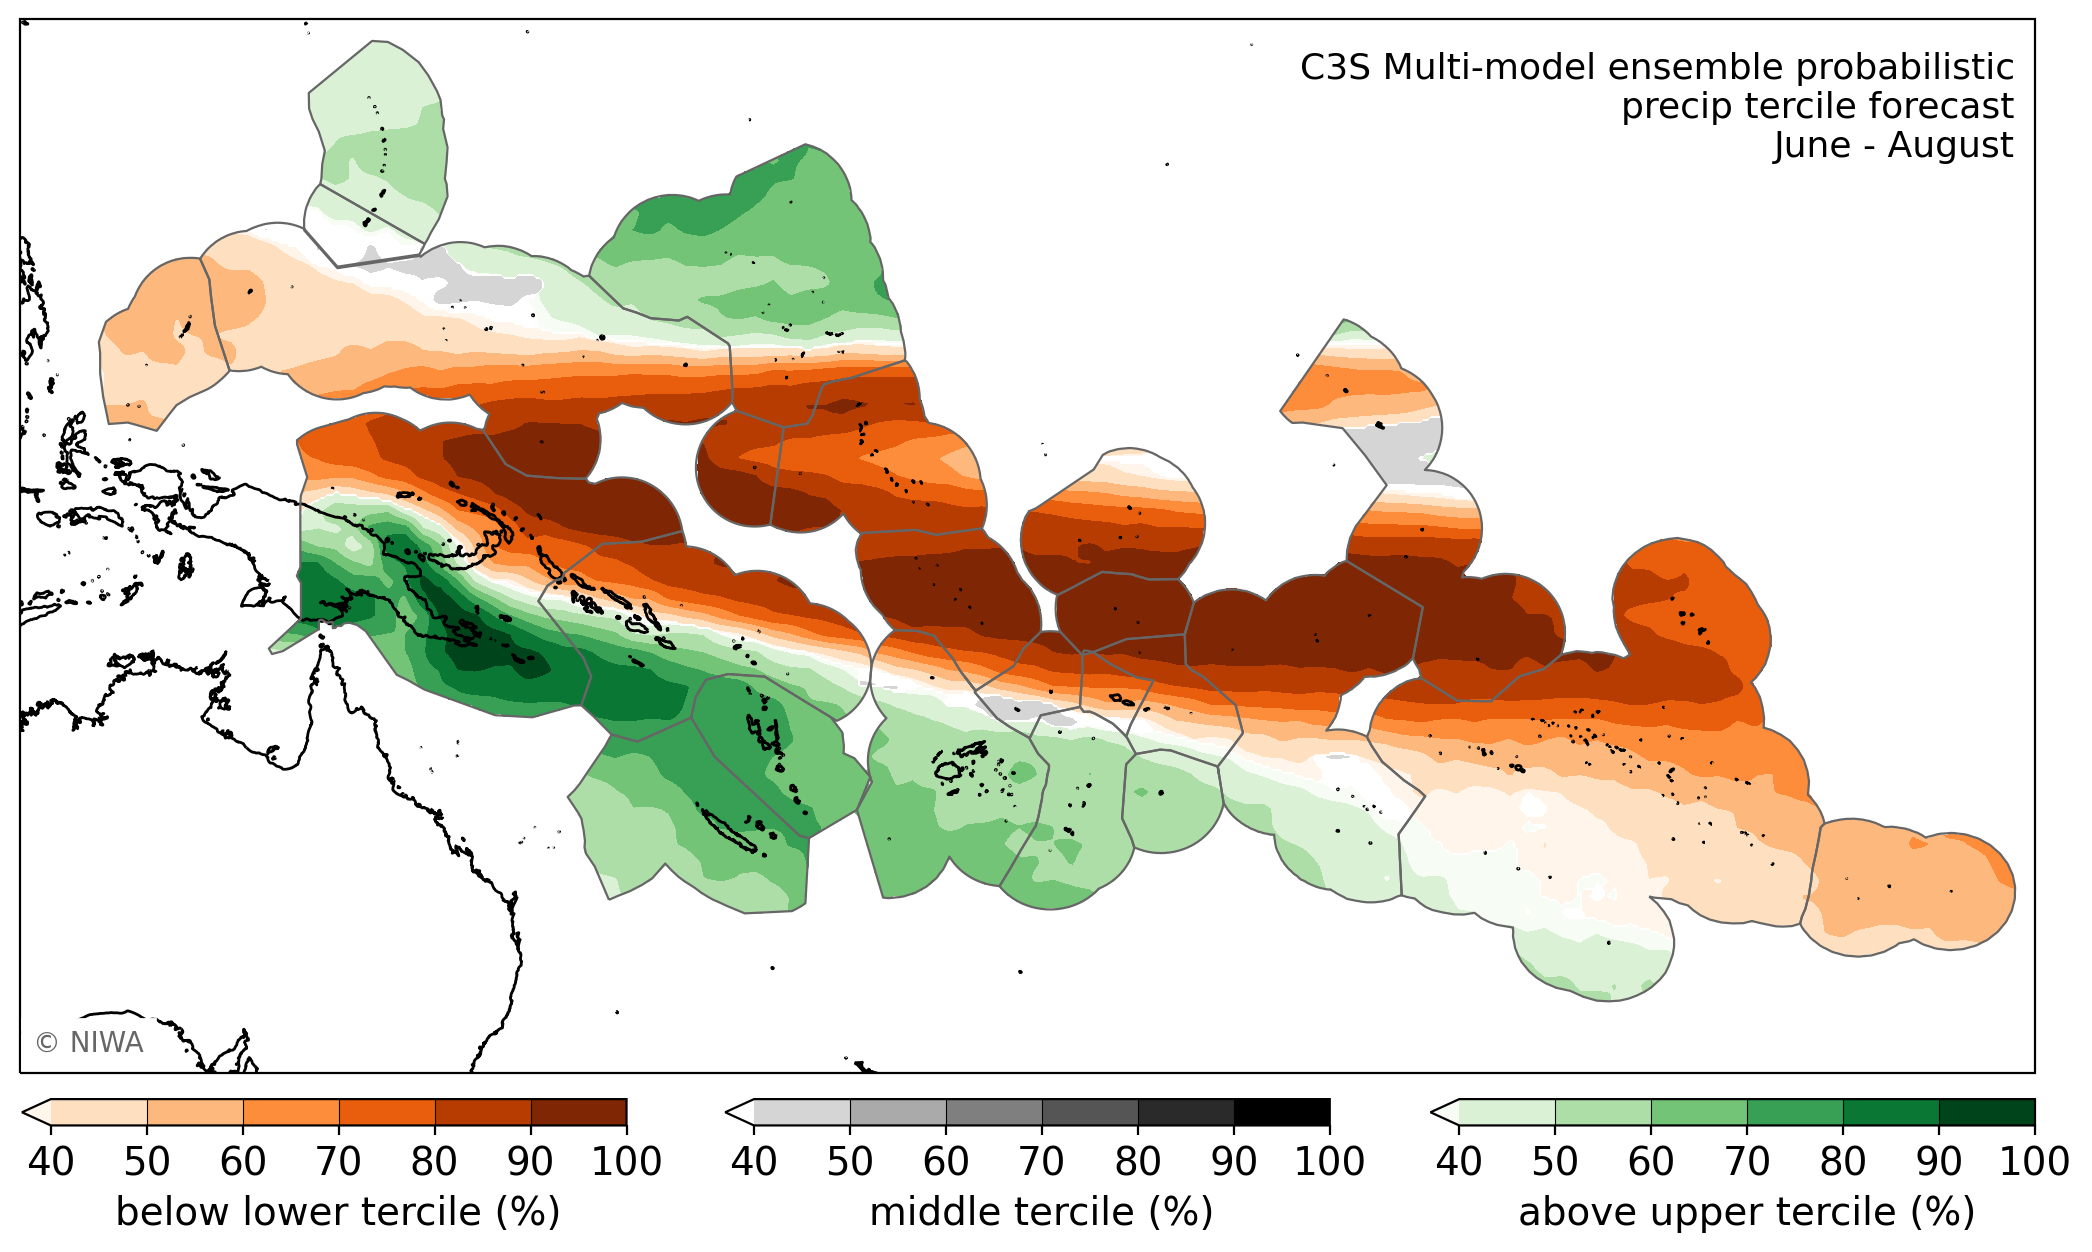 C3S Multi-model ensemble probabilistic
precip tercile forecast
June - August
© NIWA
40 50 60 70 80 90 100
below lower tercile (%)
40 50 60 70 80 90 100
middle tercile (%)
40 50 60 70 80 90 100
above upper tercile (%)